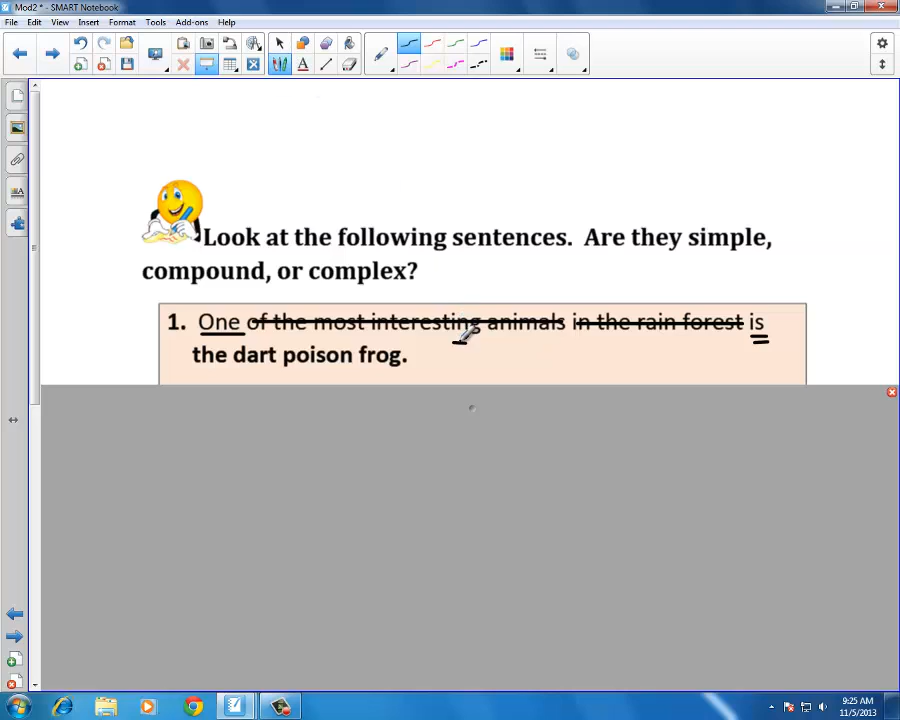 Mod2 * - SMART Notebook
File Edit View Insert Format Tools Add-ons Help
Look at the following sentences. Are they simple,
compound, or complex?
1. One of the most interesting animals in the rain forest is
the dart poison frog.
9:25 AM
11/5/2013